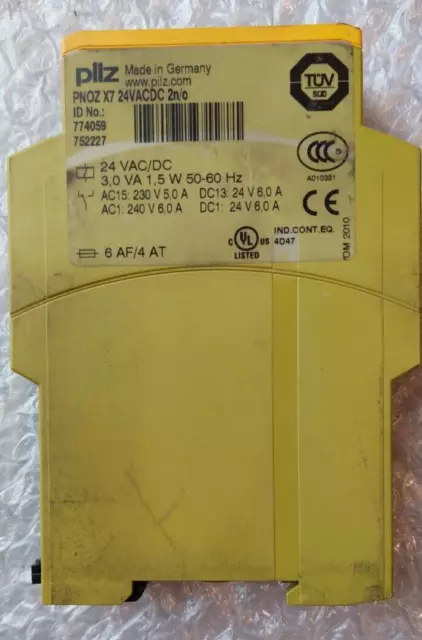 pilz Made in Germany
www.pilz.com
PNOZ X7 24VACDC 2n/o
ID No.:
774059
752227
24 VAC/DC
3,0 VA 1,5 W 50-60 Hz
AC15: 230 V 5,0 A DC13: 24 V 6,0 A
AC1: 240 V 6,0 A DC1: 24 V 6,0 A
6 AF/4 AT
TÜV
SÜD
CCC
A010321
CE
C UL US
LISTED
IND.CONT.EQ.
4D47
YOM 2010